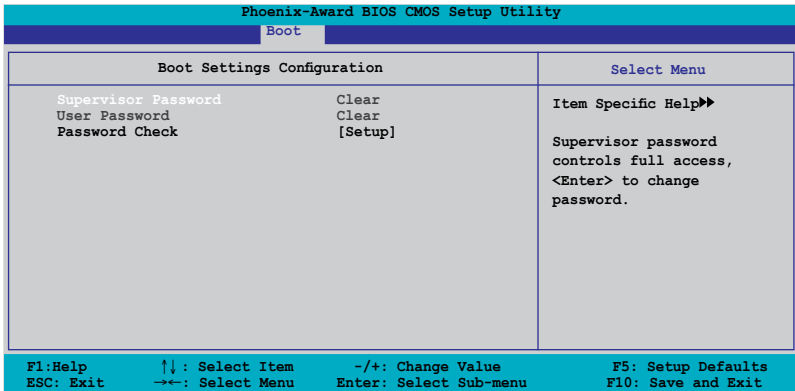 Phoenix-Award BIOS CMOS Setup Utility
Boot
Boot Settings Configuration
Select Menu
Supervisor Password Clear
User Password Clear
Password Check [Setup]
Item Specific Help▶▶
Supervisor password
controls full access,
<Enter> to change
password.
F1:Help ↑↓ : Select Item -/+: Change Value F5: Setup Defaults
ESC: Exit →←: Select Menu Enter: Select Sub-menu F10: Save and Exit